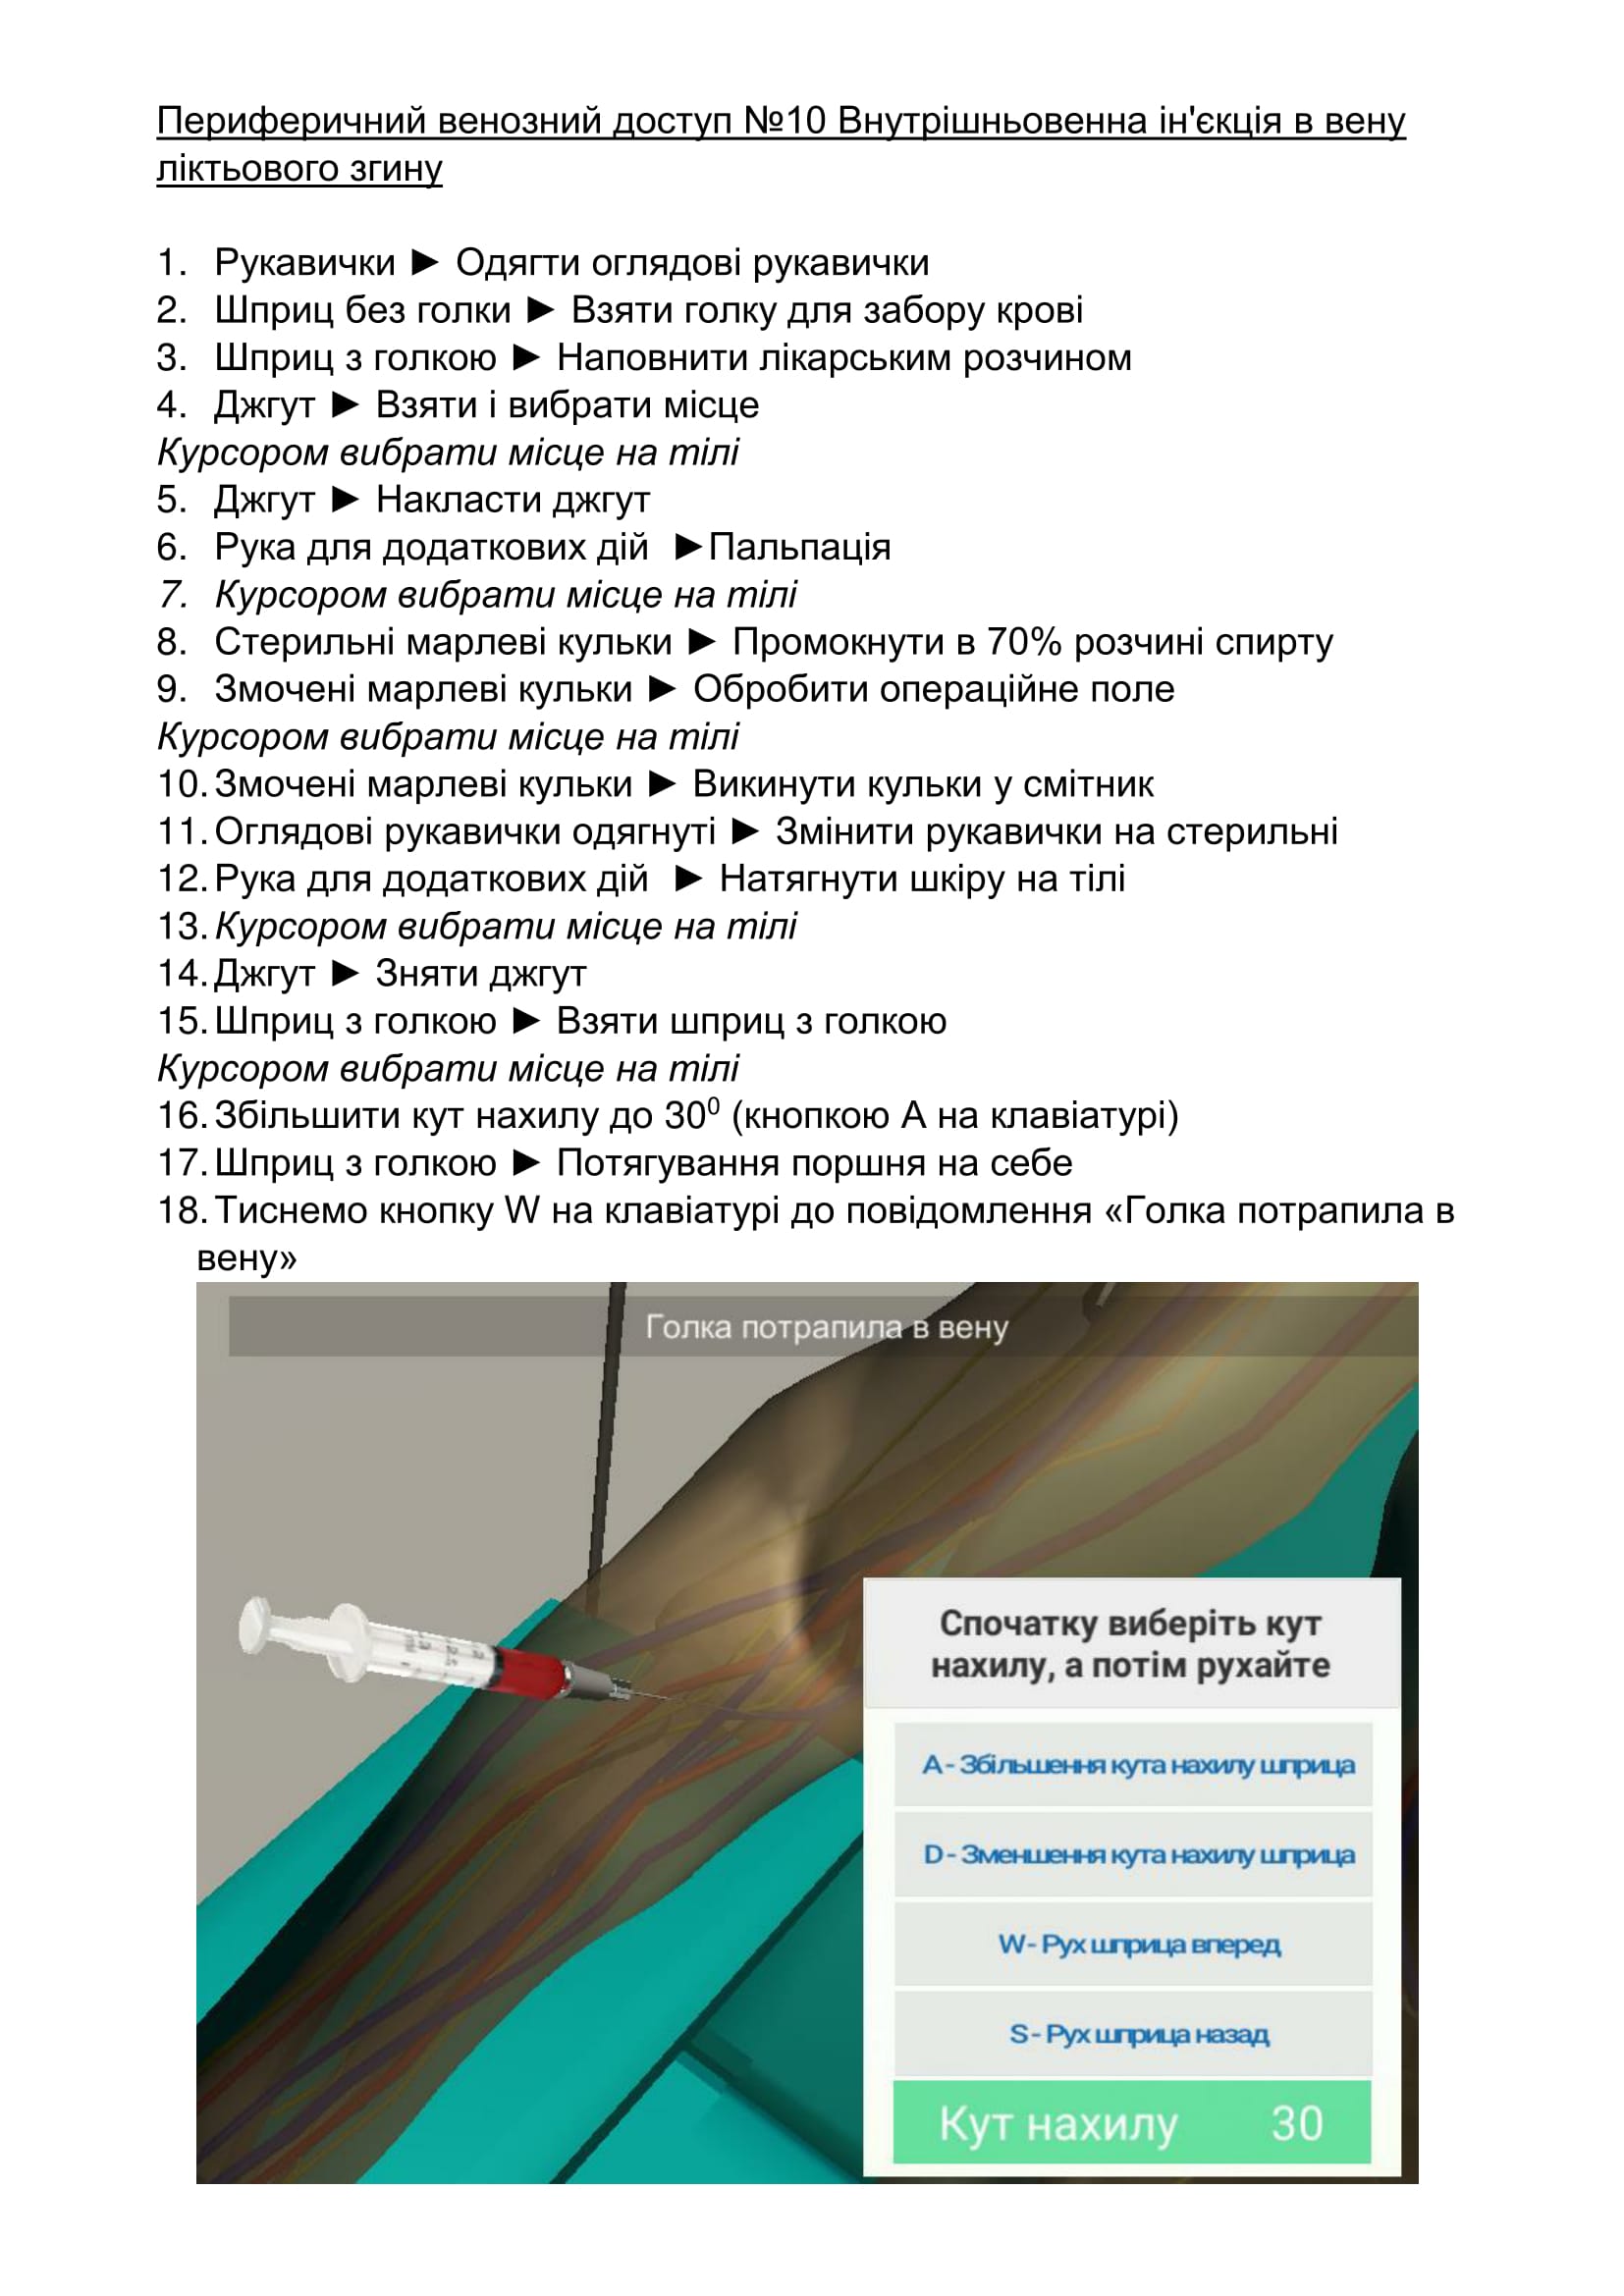 Периферичний венозний доступ №10 Внутрішньовенна ін'єкція в вену
ліктьового згину
1. Рукавички ► Одягти оглядові рукавички
2. Шприц без голки ► Взяти голку для забору крові
3. Шприц з голкою ► Наповнити лікарським розчином
4. Джгут ► Взяти і вибрати місце
Курсором вибрати місце на тілі
5. Джгут ► Накласти джгут
6. Рука для додаткових дій ►Пальпація
7. Курсором вибрати місце на тілі
8. Стерильні марлеві кульки ► Промокнути в 70% розчині спирту
9. Змочені марлеві кульки ► Обробити операційне поле
Курсором вибрати місце на тілі
10. Змочені марлеві кульки ► Викинути кульки у смітник
11. Оглядові рукавички одягнуті ► Змінити рукавички на стерильні
12. Рука для додаткових дій ► Натягнути шкіру на тілі
13. Курсором вибрати місце на тілі
14. Джгут ► Зняти джгут
15. Шприц з голкою ► Взяти шприц з голкою
Курсором вибрати місце на тілі
16. Збільшити кут нахилу до 30⁰ (кнопкою А на клавіатурі)
17. Шприц з голкою ► Потягування поршня на себе
18. Тиснемо кнопку W на клавіатурі до повідомлення «Голка потрапила в
вену»
Голка потрапила в вену
Спочатку виберіть кут
нахилу, а потім рухайте
A - Збільшення кута нахилу шприца
D - Зменшення кута нахилу шприца
W - Рух шприца вперед
S - Рух шприца назад
Кут нахилу 30